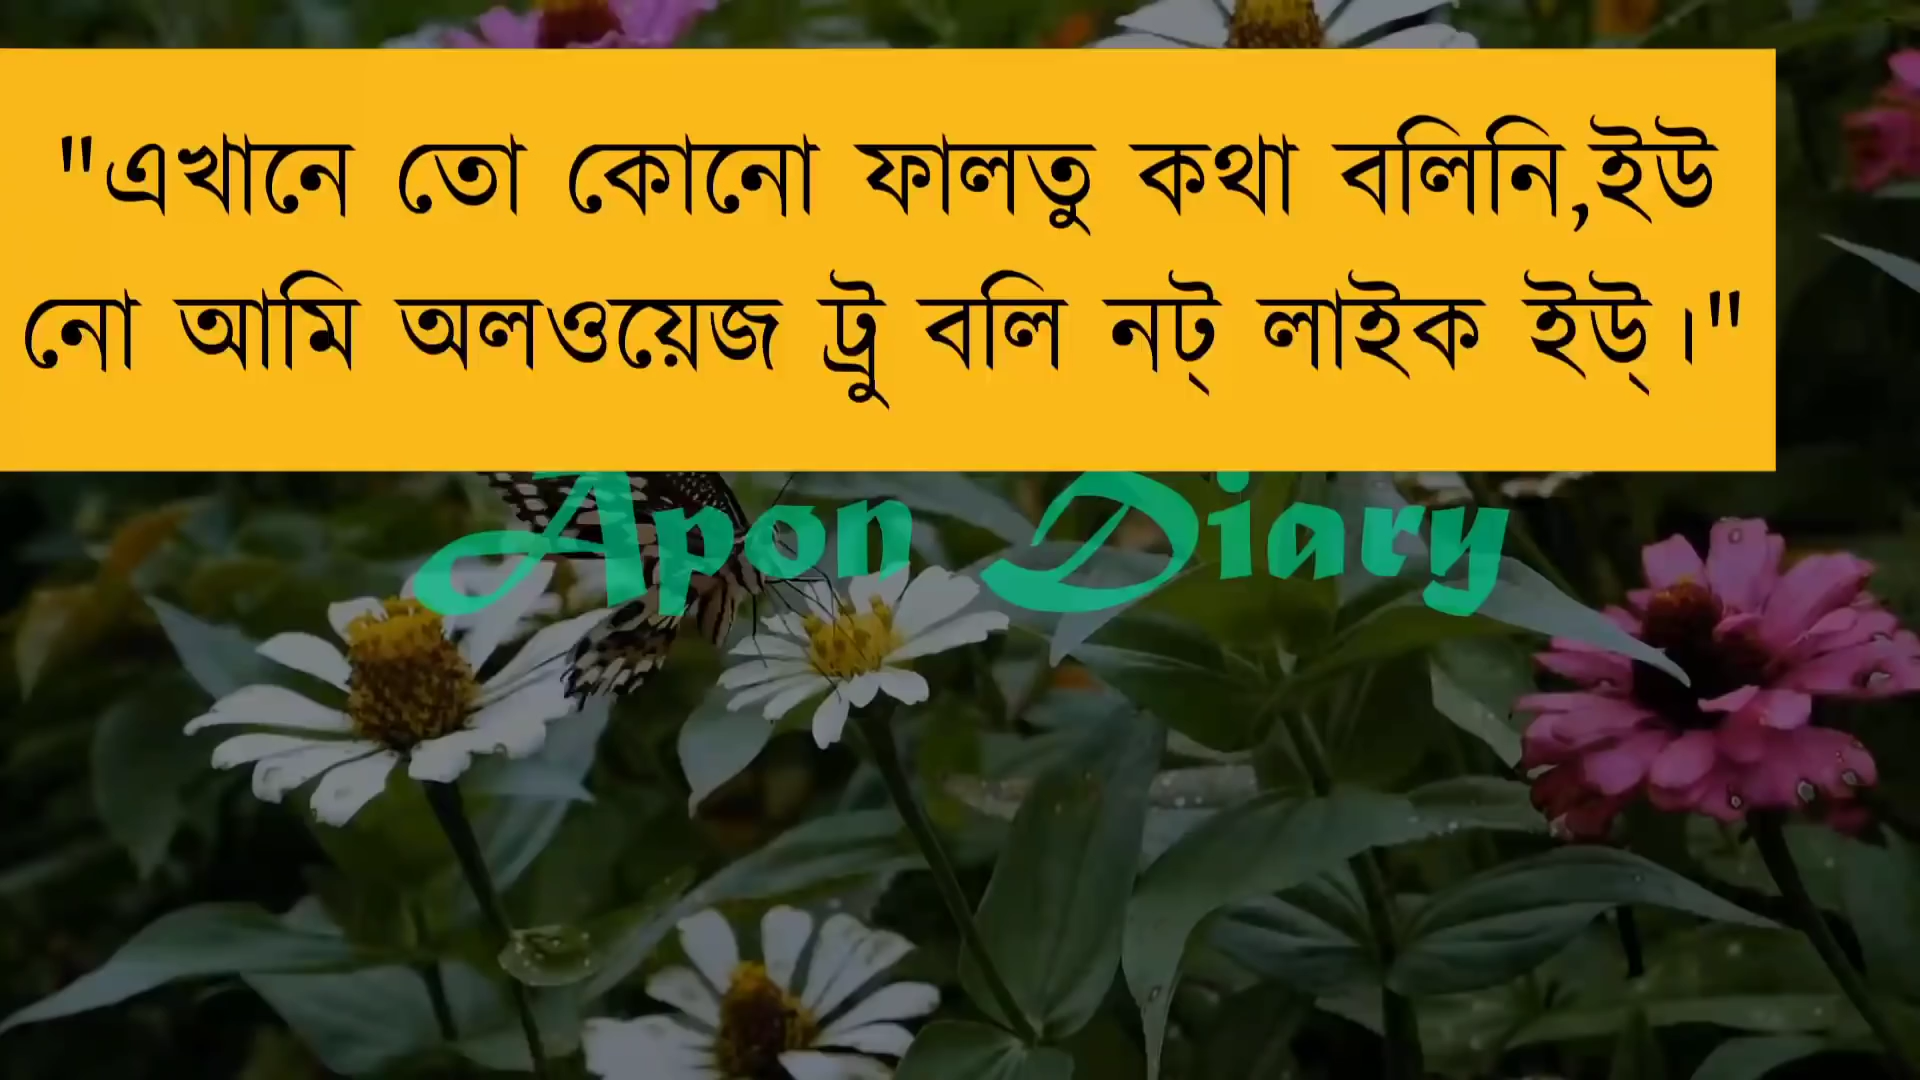 "এখানে তো কোনো ফালতু কথা বলিনি,ইউ
নো আমি অলওয়েজ ট্রু বলি নট্ লাইক ইউ্।"
Apon Diary